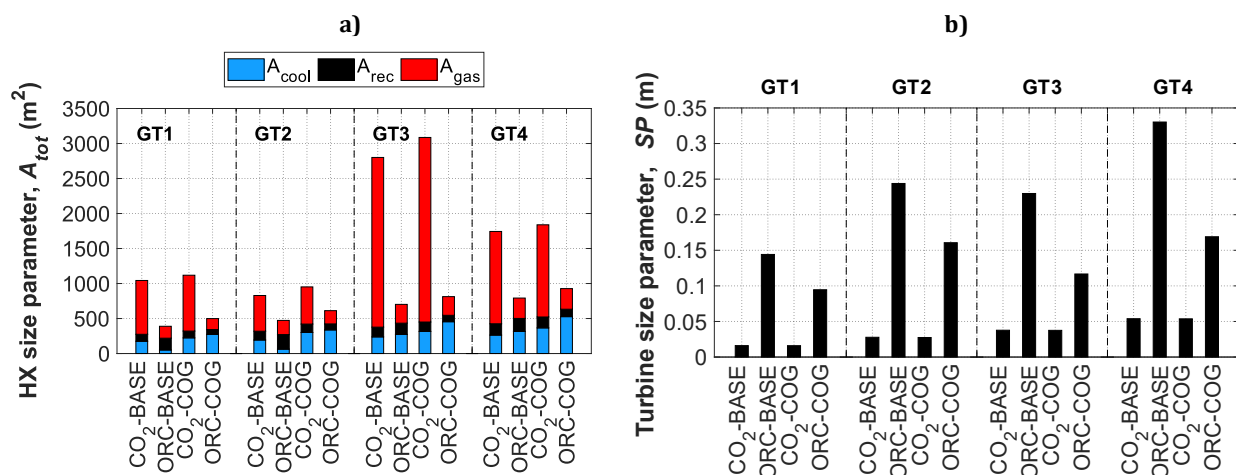 a)
A_cool A_rec A_gas
HX size parameter, A_tot (m²)
3500
3000
2500
2000
1500
1000
500
0
GT1 GT2 GT3 GT4
CO₂-BASE
ORC-BASE
CO₂-COG
ORC-COG
CO₂-BASE
ORC-BASE
CO₂-COG
ORC-COG
CO₂-BASE
ORC-BASE
CO₂-COG
ORC-COG
CO₂-BASE
ORC-BASE
CO₂-COG
ORC-COG
b)
GT1 GT2 GT3 GT4
Turbine size parameter, SP (m)
0.35
0.3
0.25
0.2
0.15
0.1
0.05
0
CO₂-BASE
ORC-BASE
CO₂-COG
ORC-COG
CO₂-BASE
ORC-BASE
CO₂-COG
ORC-COG
CO₂-BASE
ORC-BASE
CO₂-COG
ORC-COG
CO₂-BASE
ORC-BASE
CO₂-COG
ORC-COG